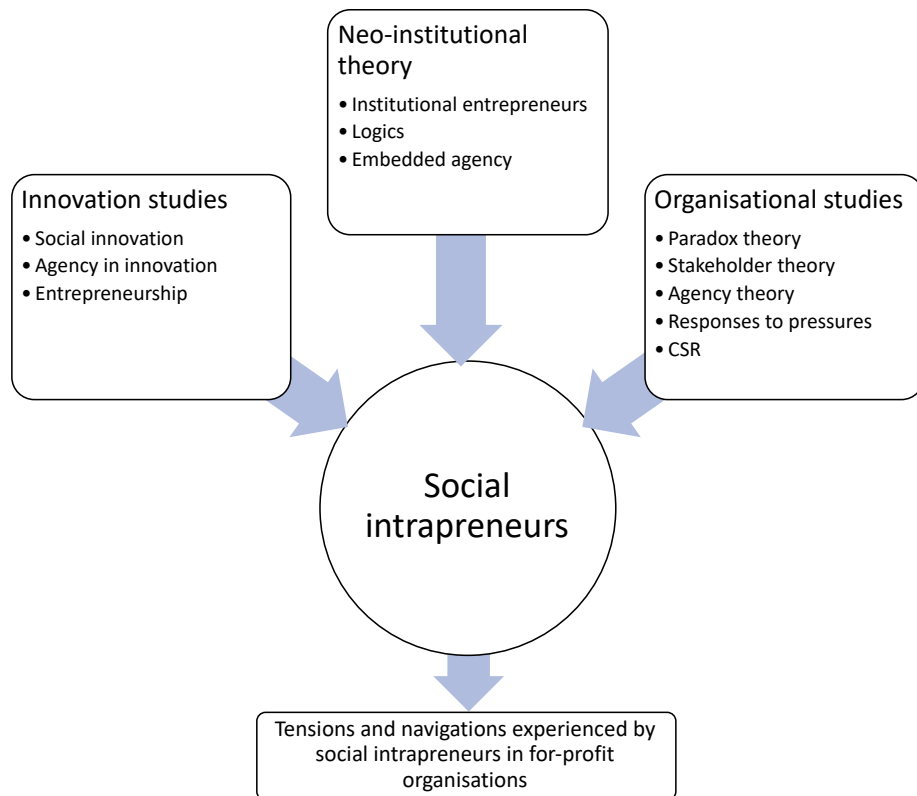 Neo-institutional
theory
• Institutional entrepreneurs
• Logics
• Embedded agency
Innovation studies
• Social innovation
• Agency in innovation
• Entrepreneurship
Organisational studies
• Paradox theory
• Stakeholder theory
• Agency theory
• Responses to pressures
• CSR
Social
intrapreneurs
Tensions and navigations experienced by
social intrapreneurs in for-profit
organisations